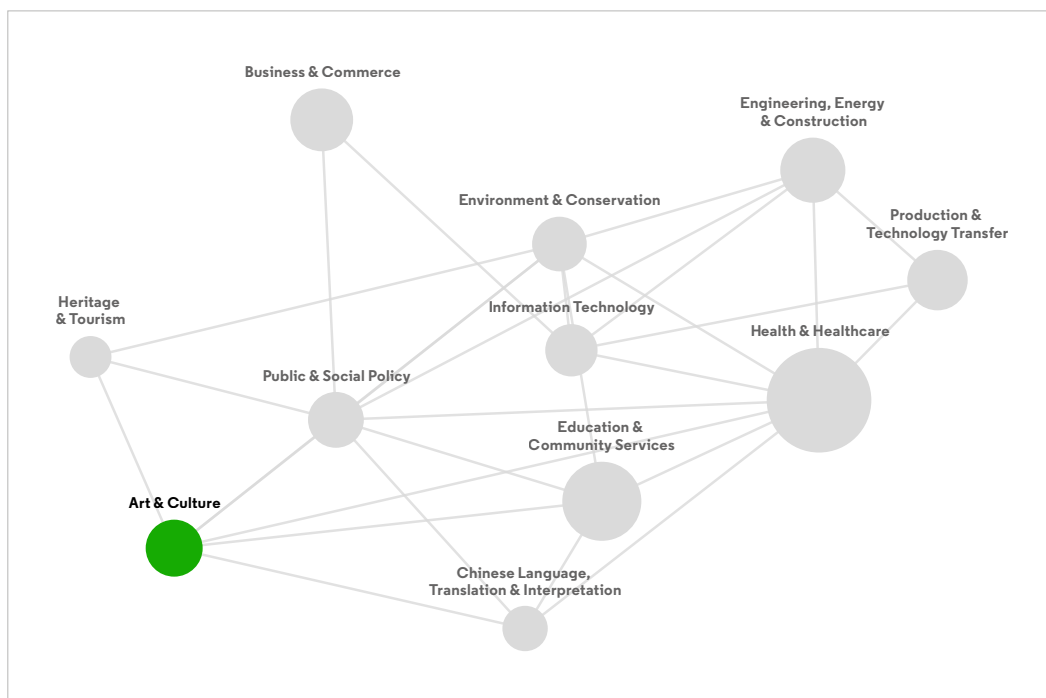 Business & Commerce
Engineering, Energy
& Construction
Environment & Conservation
Production &
Technology Transfer
Heritage
& Tourism
Information Technology
Health & Healthcare
Public & Social Policy
Education &
Community Services
Art & Culture
Chinese Language,
Translation & Interpretation